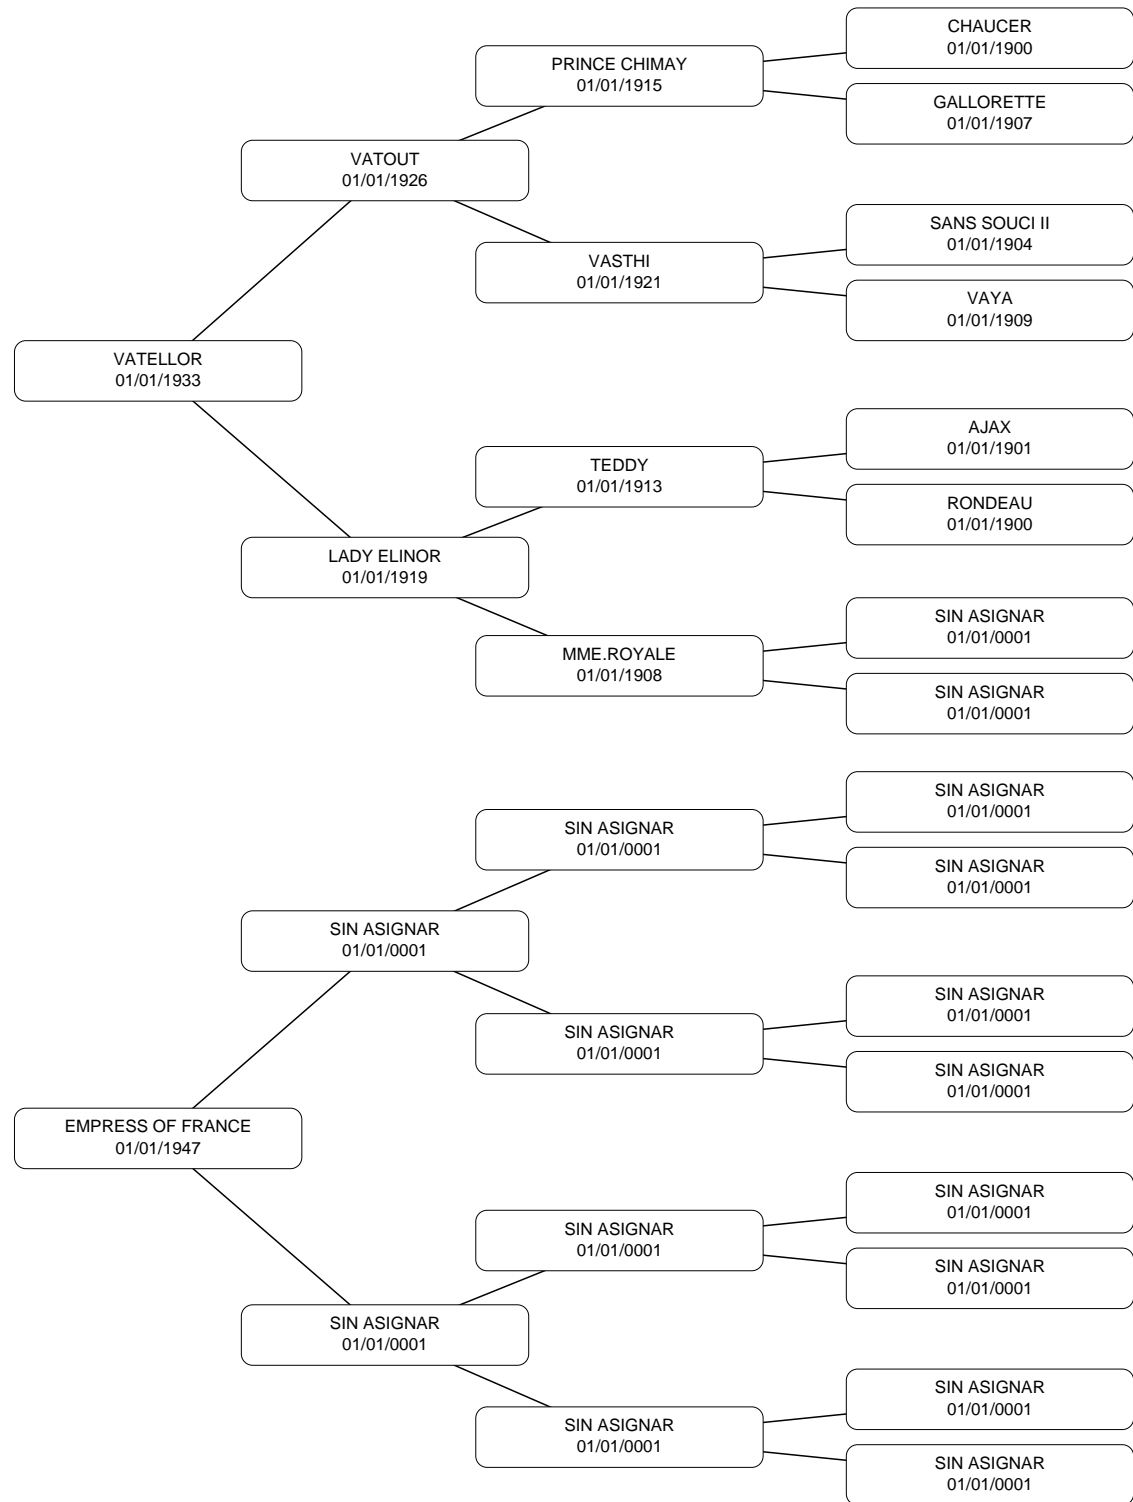 CHAUCER
01/01/1900
PRINCE CHIMAY
01/01/1915
GALLORETTE
01/01/1907
VATOUT
01/01/1926
SANS SOUCI II
01/01/1904
VASTHI
01/01/1921
VAYA
01/01/1909
VATELLOR
01/01/1933
AJAX
01/01/1901
TEDDY
01/01/1913
RONDEAU
01/01/1900
LADY ELINOR
01/01/1919
SIN ASIGNAR
01/01/0001
MME.ROYALE
01/01/1908
SIN ASIGNAR
01/01/0001
SIN ASIGNAR
01/01/0001
SIN ASIGNAR
01/01/0001
SIN ASIGNAR
01/01/0001
SIN ASIGNAR
01/01/0001
SIN ASIGNAR
01/01/0001
SIN ASIGNAR
01/01/0001
SIN ASIGNAR
01/01/0001
EMPRESS OF FRANCE
01/01/1947
SIN ASIGNAR
01/01/0001
SIN ASIGNAR
01/01/0001
SIN ASIGNAR
01/01/0001
SIN ASIGNAR
01/01/0001
SIN ASIGNAR
01/01/0001
SIN ASIGNAR
01/01/0001
SIN ASIGNAR
01/01/0001